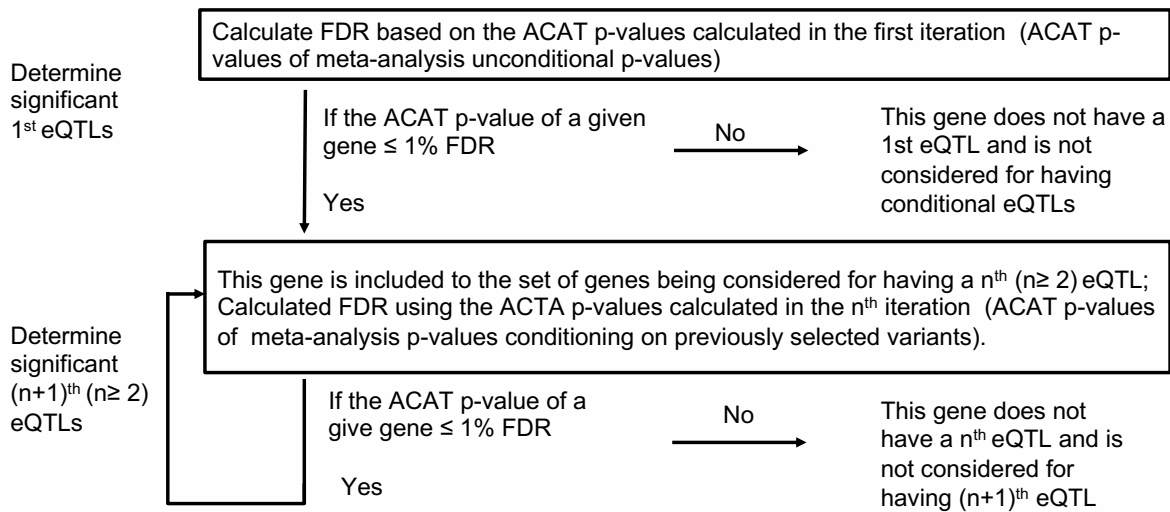 Calculate FDR based on the ACAT p-values calculated in the first iteration (ACAT p-
values of meta-analysis unconditional p-values)
Determine
significant
1st eQTLs
If the ACAT p-value of a given
gene ≤ 1% FDR
No
This gene does not have a
1st eQTL and is not
considered for having
conditional eQTLs
Yes
This gene is included to the set of genes being considered for having a nth (n≥ 2) eQTL;
Calculated FDR using the ACTA p-values calculated in the nth iteration (ACAT p-values
of meta-analysis p-values conditioning on previously selected variants).
Determine
significant
(n+1)th (n≥ 2)
eQTLs
If the ACAT p-value of a
give gene ≤ 1% FDR
No
This gene does not
have a nth eQTL and is
not considered for
having (n+1)th eQTL
Yes